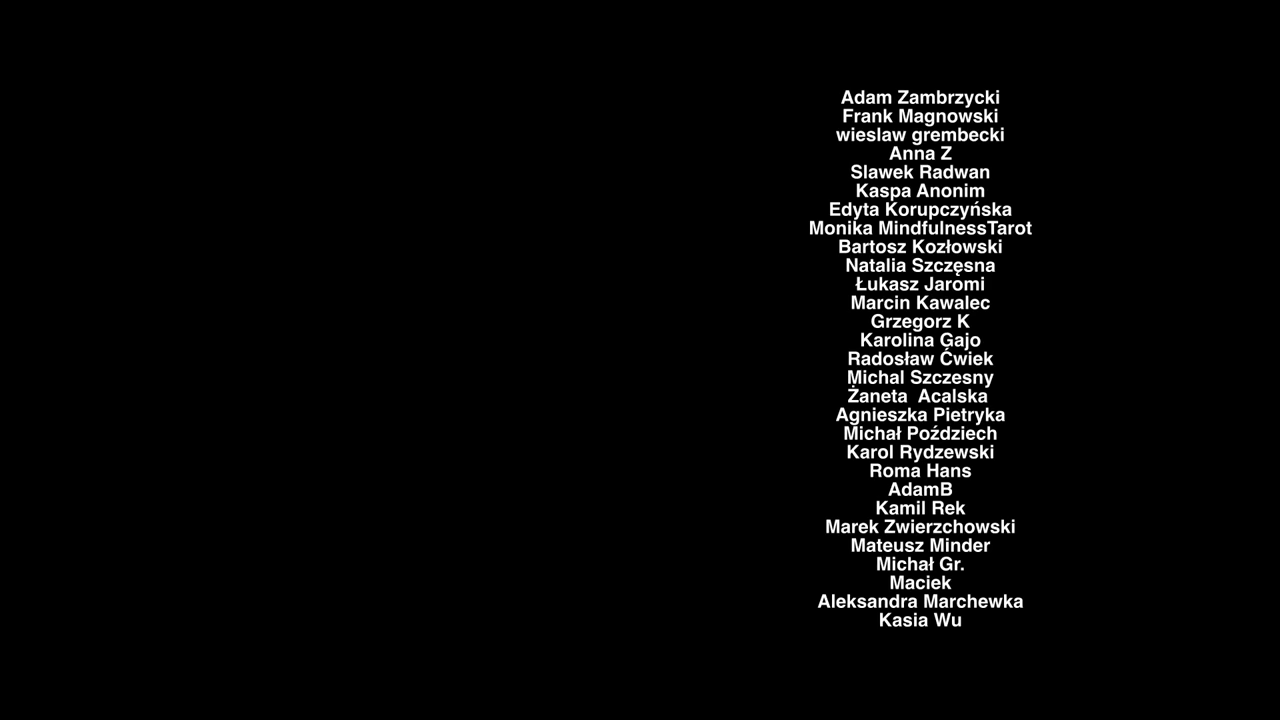 Adam Zambrzycki
Frank Magnowski
wieslaw grembecki
Anna Z
Slawek Radwan
Kaspa Anonim
Edyta Korupczyńska
Monika MindfulnessTarot
Bartosz Kozłowski
Natalia Szczęsna
Łukasz Jaromi
Marcin Kawalec
Grzegorz K
Karolina Gajo
Radosław Ćwiek
Michal Szczesny
Żaneta  Acalska
Agnieszka Pietryka
Michał Poździech
Karol Rydzewski
Roma Hans
AdamB
Kamil Rek
Marek Zwierzchowski
Mateusz Minder
Michał Gr.
Maciek
Aleksandra Marchewka
Kasia Wu